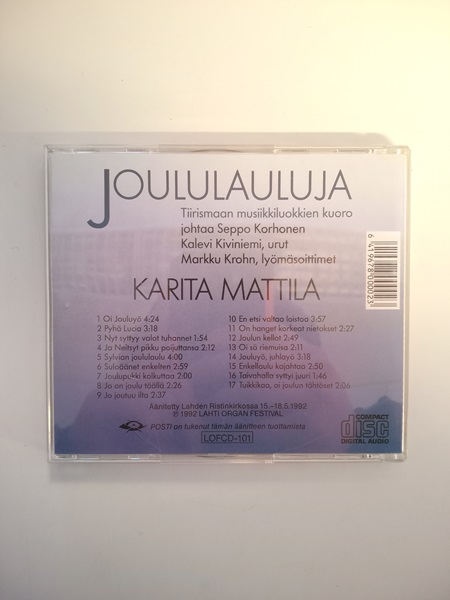 JOULULAULUJA
Tiirismaan musiikkiluokkien kuoro
johtaa Seppo Korhonen
Kalevi Kiviniemi, urut
Markku Krohn, lyömäsoittimet
KARITA MATTILA
1 Oi Jouluyö 4:24
2 Pyhä Lucia 3:18
3 Nyt syttyy valot tuhannet 1:54
4 Ja Neitsyt pikku poijuttansa 2:12
5 Sylvian joululaulu 4:00
6 Suloäänet enkelten 2:59
7 Joulupukki kolkuttaa 2:00
8 Jo on joulu täällä 2:26
9 Jo joutuu ilta 2:37
10 En etsi valtaa loistoa 3:57
11 On hanget korkeat nietokset 2:27
12 Joulun kellot 2:49
13 Oi sä riemuisa 2:11
14 Jouluyö, juhlayö 3:18
15 Enkellaulu kajahtaa 2:50
16 Taivahalla syttyi juuri 1:46
17 Tuikkikaa, oi joulun tähtöset 2:06
Äänitetty Lahden Ristinkirkossa 15.-18.6.1992
℗ 1992 LAHTI ORGAN FESTIVAL
POSTI on tukenut tämän äänitteen tuottamista
LOFCD-101
COMPACT
disc
DIGITAL AUDIO
6 419678 000023